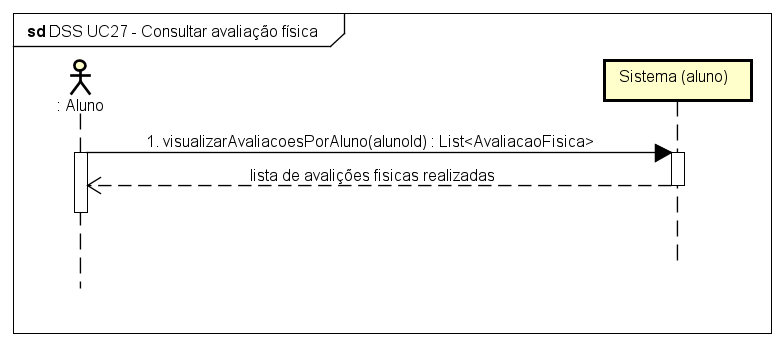 sd DSS UC27 - Consultar avaliação física
: Aluno
Sistema (aluno)
1. visualizarAvaliacoesPorAluno(alunoId) : List<AvaliacaoFisica>
lista de avalições fisicas realizadas